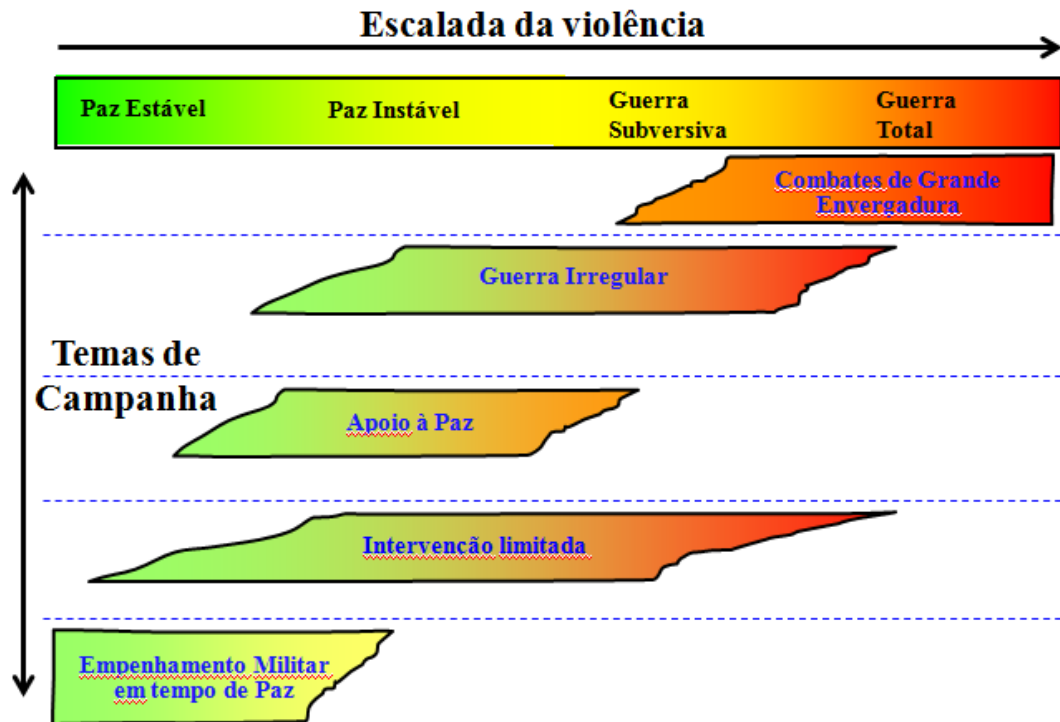 Escalada da violência
Paz Estável
Paz Instável
Guerra
Subversiva
Guerra
Total
Combates de Grande
Envergadura
Guerra Irregular
Temas de
Campanha
Apoio à Paz
Intervenção limitada
Empenhamento Militar
em tempo de Paz